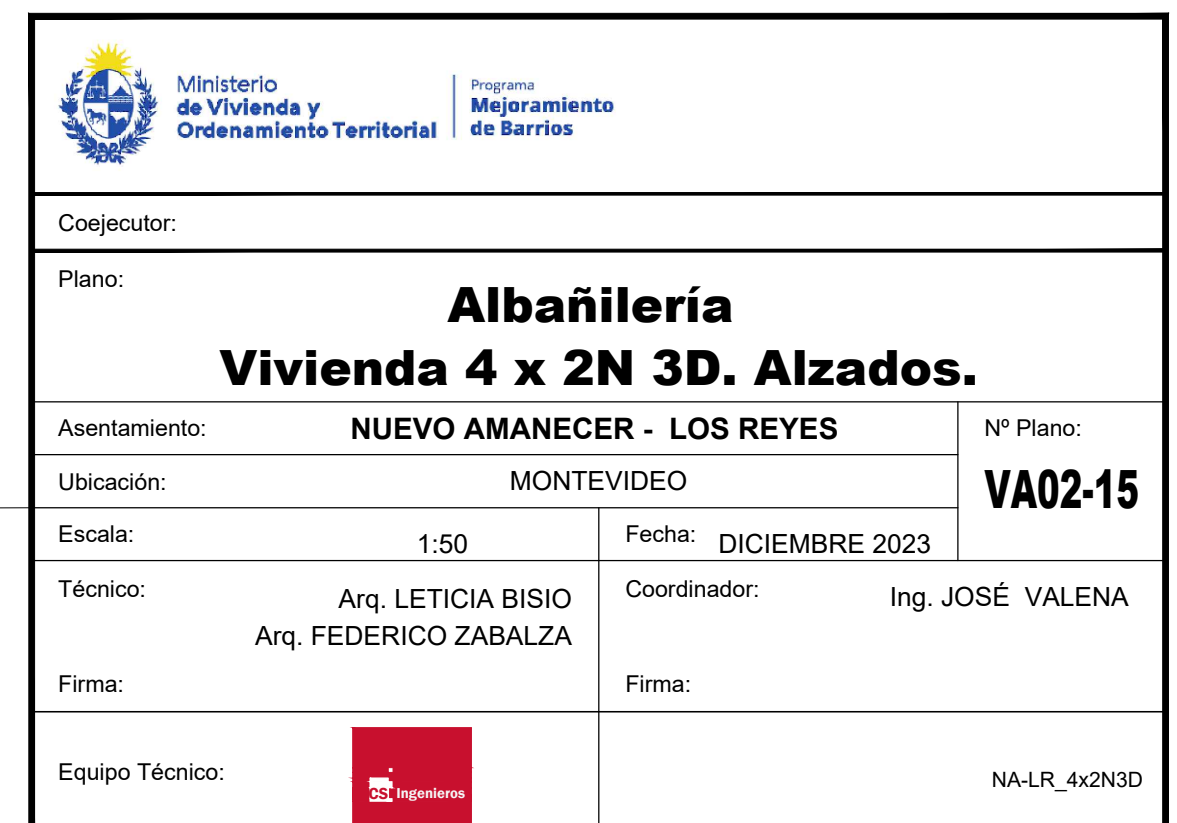 Ministerio
de Vivienda y
Ordenamiento Territorial
Programa
Mejoramiento
de Barrios
Coejecutor:
Plano:
Albañilería
Vivienda 4 x 2N 3D. Alzados.
Asentamiento: NUEVO AMANECER - LOS REYES
Nº Plano:
Ubicación: MONTEVIDEO
VA02-15
Escala: 1:50
Fecha: DICIEMBRE 2023
Técnico: Arq. LETICIA BISIO
Arq. FEDERICO ZABALZA
Coordinador: Ing. JOSÉ VALENA
Firma:
Firma:
Equipo Técnico:
CSI Ingenieros
NA-LR_4x2N3D